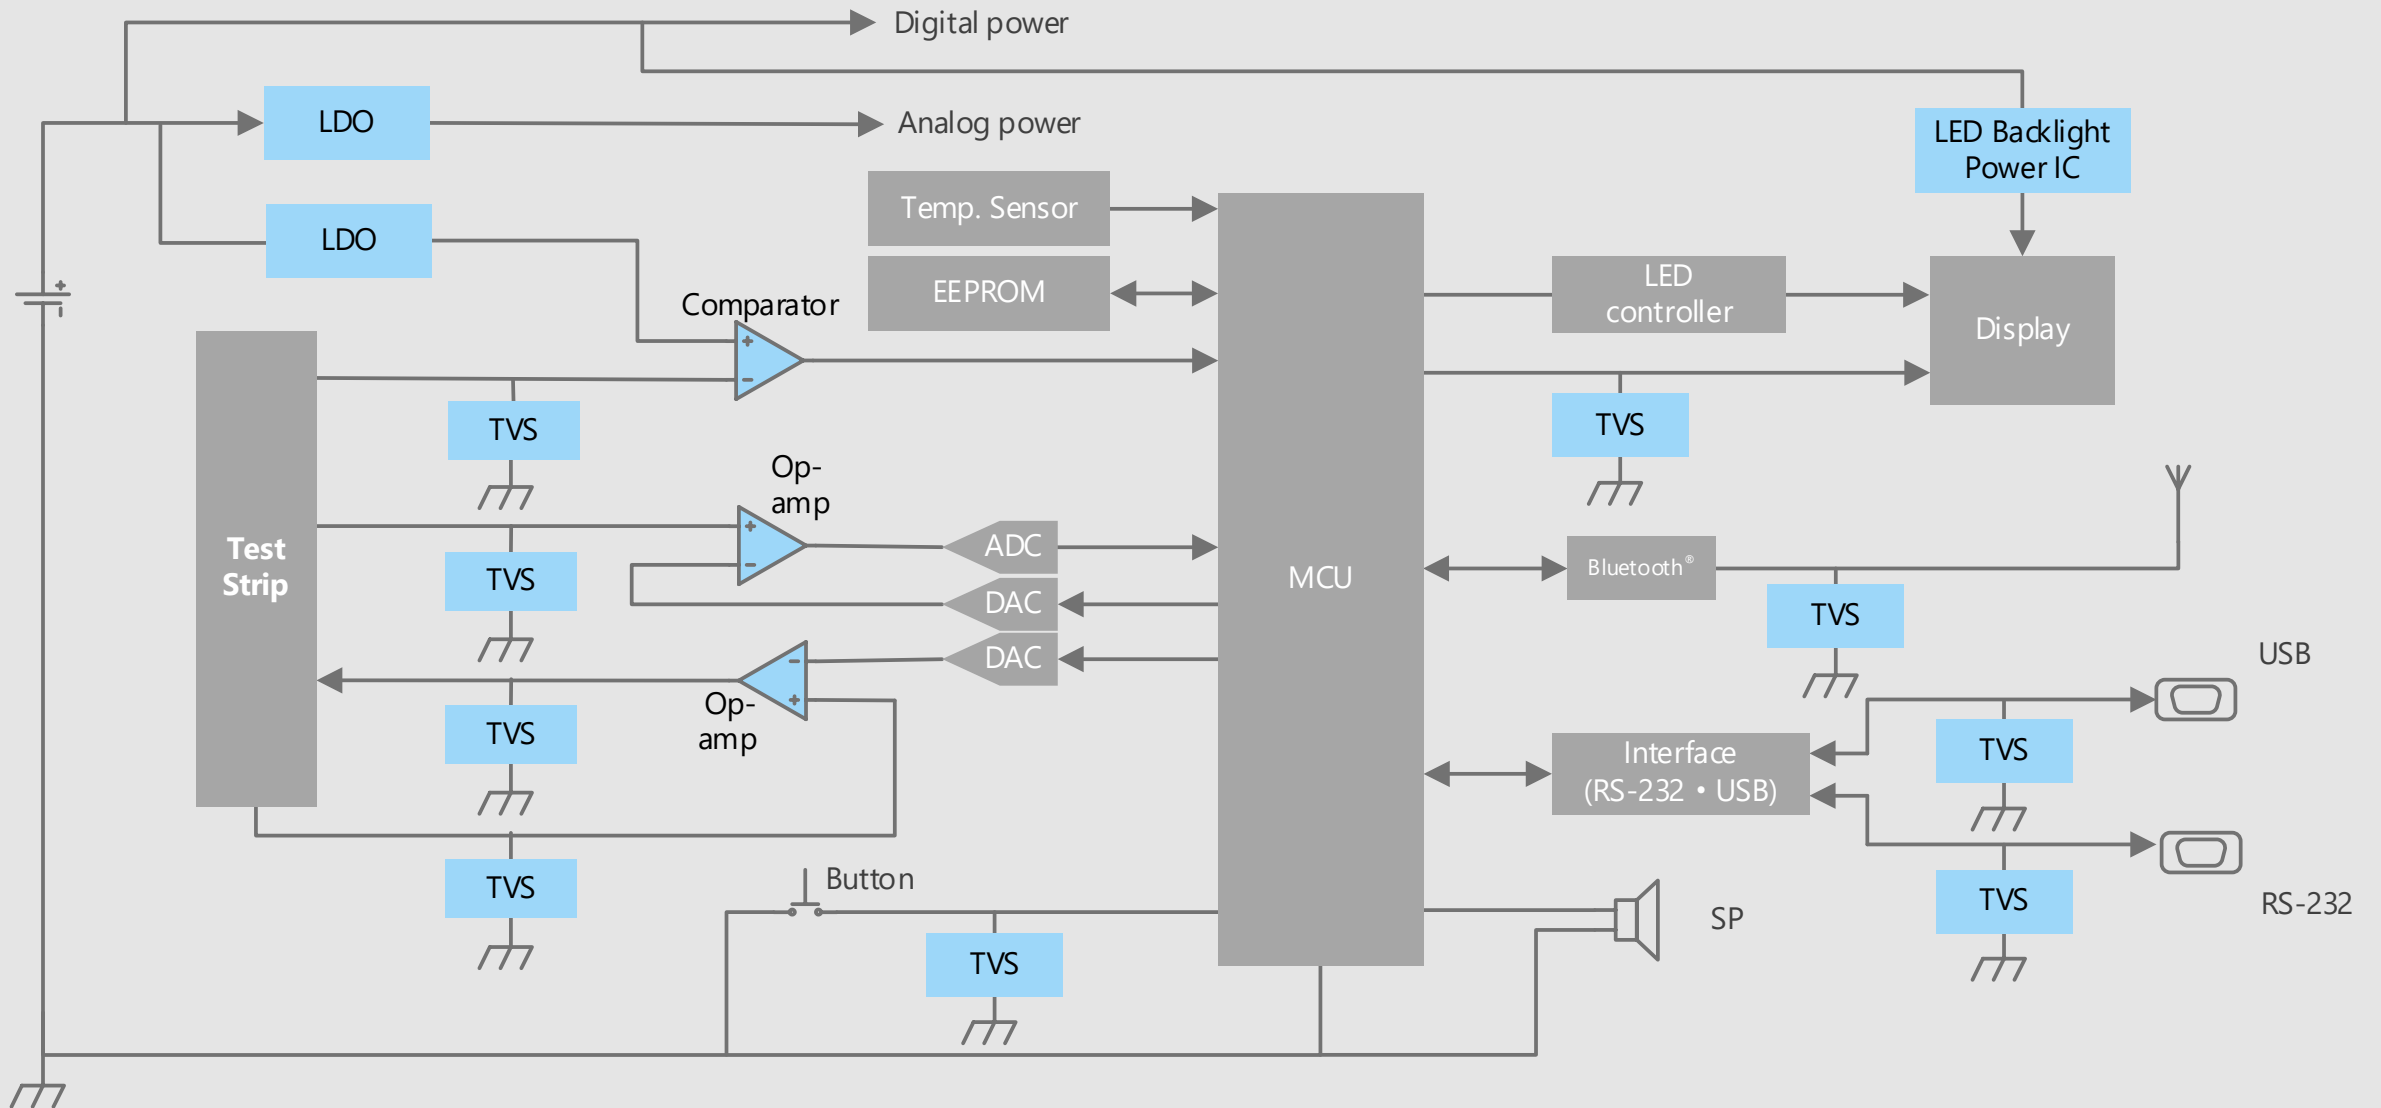 Digital power
LDO
Analog power
LED Backlight
Power IC
Temp. Sensor
LDO
EEPROM
LED
controller
Comparator
Display
+
-
+
-
TVS
TVS
Op-
amp
+
-
ADC
Test
Strip
MCU
Bluetooth®
TVS
DAC
TVS
DAC
-
+
Op-
amp
TVS
USB
Interface
(RS-232 • USB)
TVS
TVS
Button
TVS
SP
RS-232
TVS